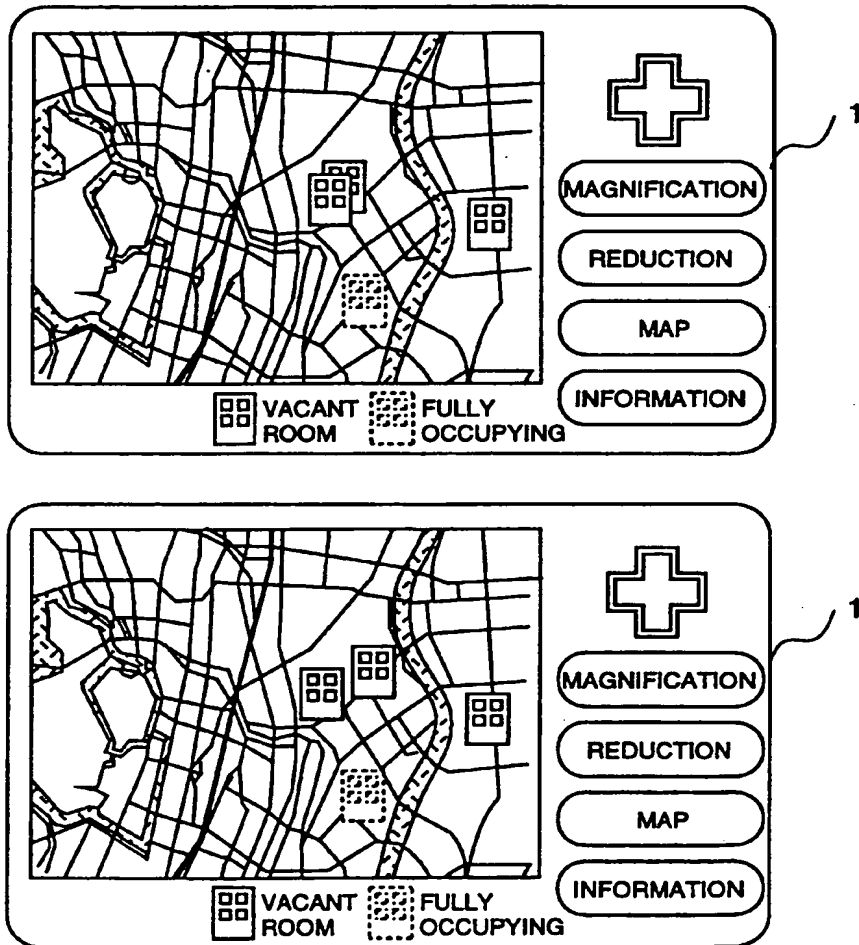 1
MAGNIFICATION
REDUCTION
MAP
INFORMATION
VACANT ROOM
FULLY OCCUPYING
1
MAGNIFICATION
REDUCTION
MAP
INFORMATION
VACANT ROOM
FULLY OCCUPYING